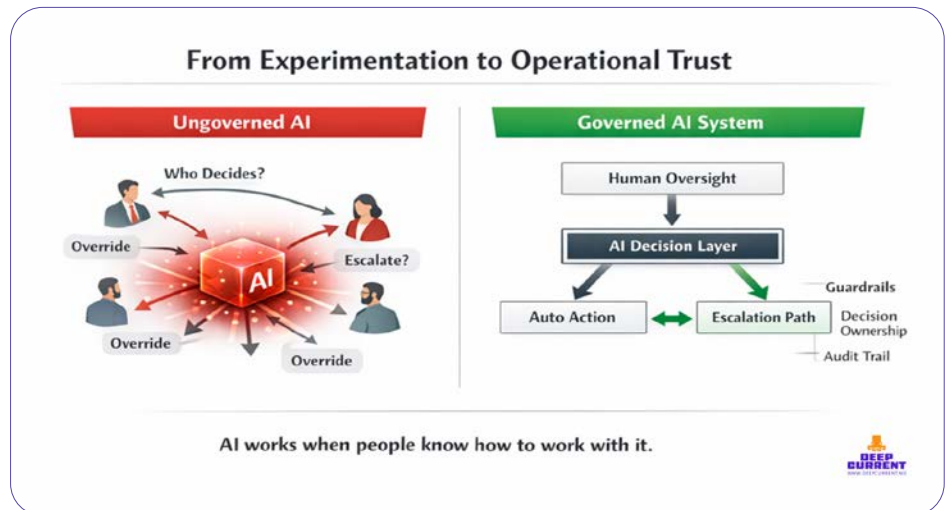 From Experimentation to Operational Trust
Ungoverned AI
Who Decides?
Override
Escalate?
AI
Override
Override
Governed AI System
Human Oversight
AI Decision Layer
Auto Action
Escalation Path
Guardrails
Decision
Ownership
Audit Trail
AI works when people know how to work with it.
DEEP
CURRENT